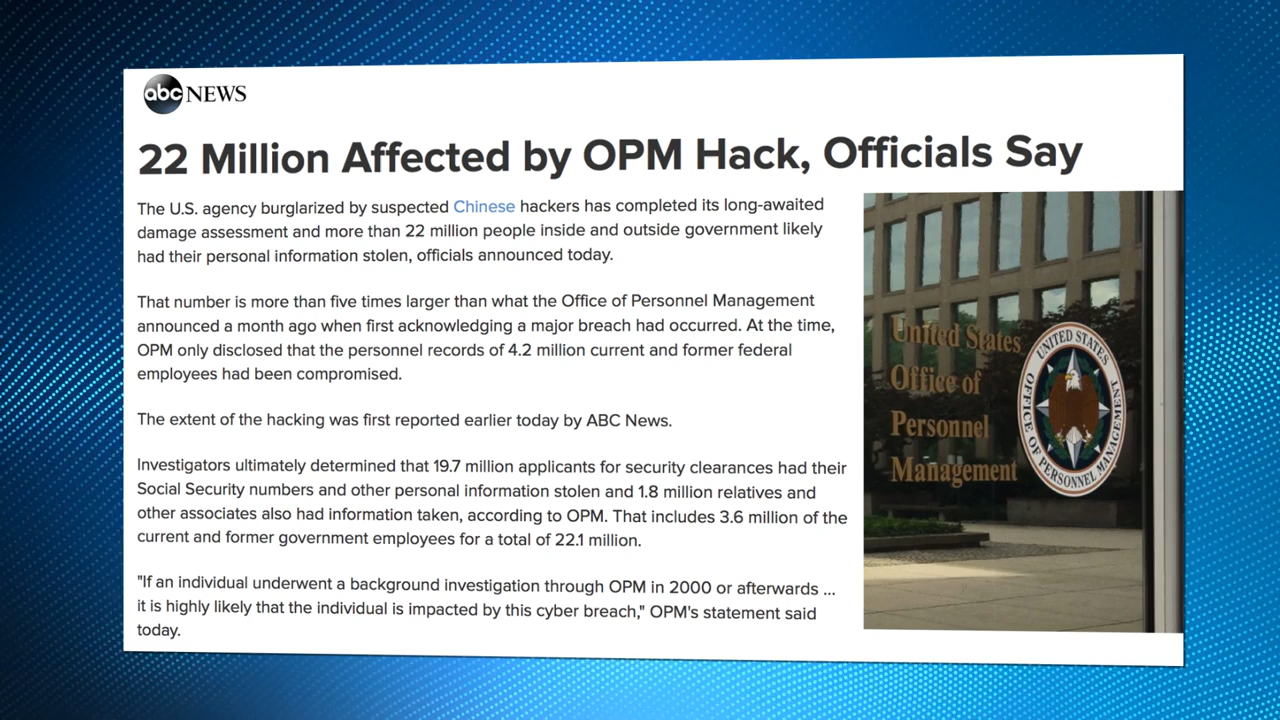 abc NEWS
22 Million Affected by OPM Hack, Officials Say
The U.S. agency burglarized by suspected Chinese hackers has completed its long-awaited
damage assessment and more than 22 million people inside and outside government likely
had their personal information stolen, officials announced today.
That number is more than five times larger than what the Office of Personnel Management
announced a month ago when first acknowledging a major breach had occurred. At the time,
OPM only disclosed that the personnel records of 4.2 million current and former federal
employees had been compromised.
The extent of the hacking was first reported earlier today by ABC News.
Investigators ultimately determined that 19.7 million applicants for security clearances had their
Social Security numbers and other personal information stolen and 1.8 million relatives and
other associates also had information taken, according to OPM. That includes 3.6 million of the
current and former government employees for a total of 22.1 million.
"If an individual underwent a background investigation through OPM in 2000 or afterwards ...
it is highly likely that the individual is impacted by this cyber breach," OPM's statement said
today.
United States
Office of
Personnel
Management
UNITED STATES
OFFICE OF PERSONNEL MANAGEMENT